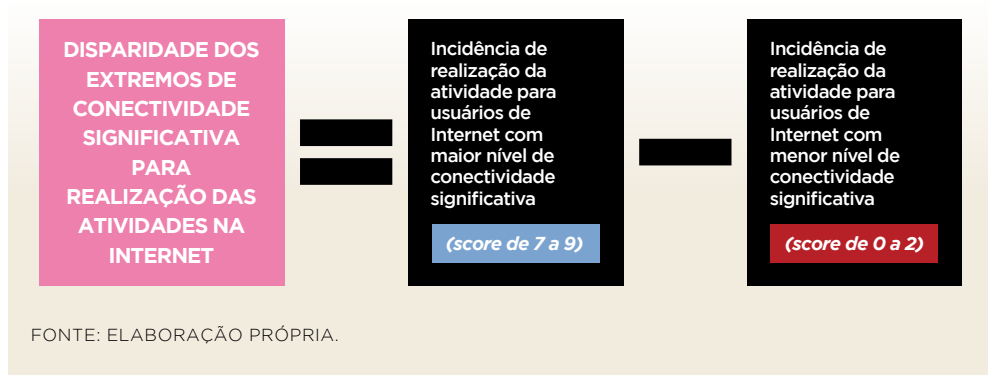 DISPARIDADE DOS
EXTREMOS DE
CONECTIVIDADE
SIGNIFICATIVA
PARA
REALIZAÇÃO DAS
ATIVIDADES NA
INTERNET
Incidência de
realização da
atividade para
usuários de
Internet com
maior nível de
conectividade
significativa
(score de 7 a 9)
Incidência de
realização da
atividade para
usuários de
Internet com
menor nível de
conectividade
significativa
(score de 0 a 2)
FONTE: ELABORAÇÃO PRÓPRIA.